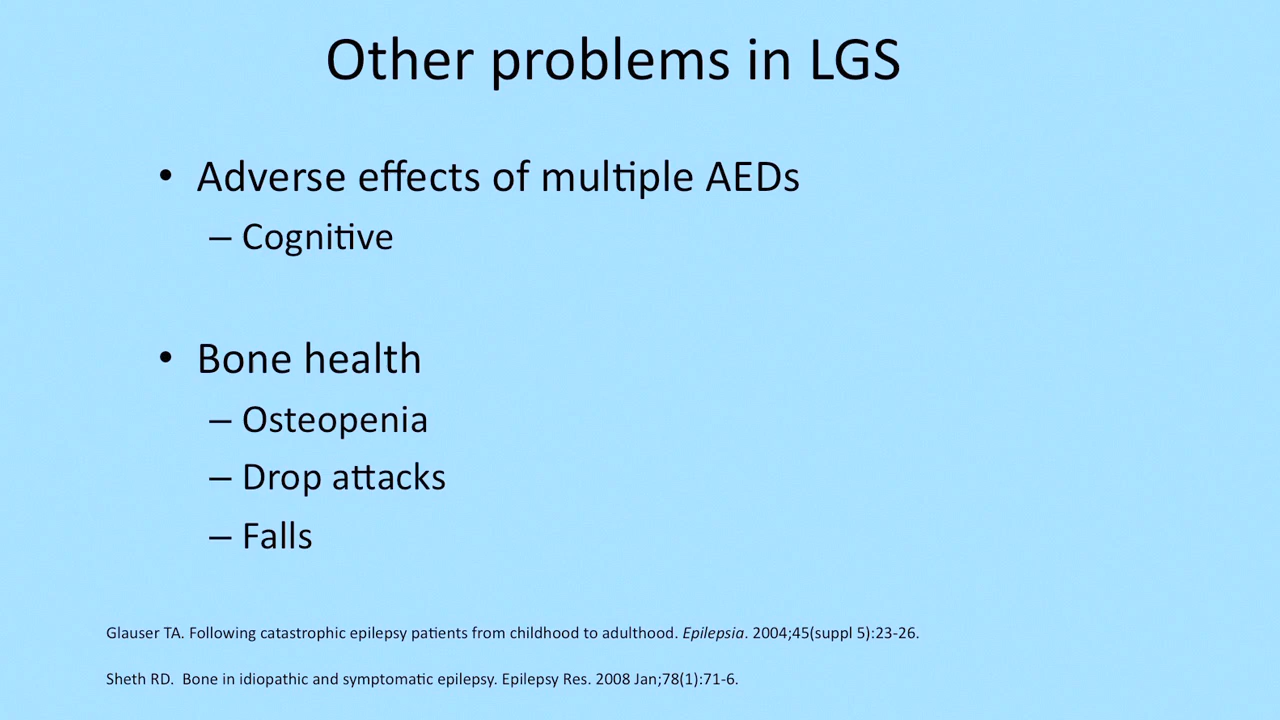 Other problems in LGS
• Adverse effects of multiple AEDs
– Cognitive
• Bone health
– Osteopenia
– Drop attacks
– Falls
Glauser TA. Following catastrophic epilepsy patients from childhood to adulthood. Epilepsia. 2004;45(suppl 5):23-26.
Sheth RD.  Bone in idiopathic and symptomatic epilepsy. Epilepsy Res. 2008 Jan;78(1):71-6.